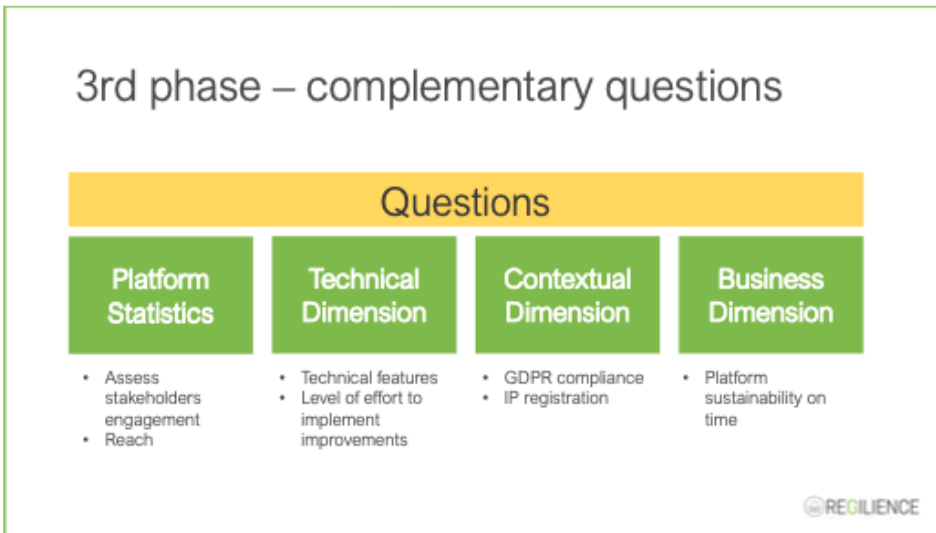 3rd phase – complementary questions
Questions
Platform
Statistics
• Assess
stakeholders
engagement
• Reach
Technical
Dimension
• Technical features
• Level of effort to
implement
improvements
Contextual
Dimension
• GDPR compliance
• IP registration
Business
Dimension
• Platform
sustainability on
time
REGILIENCE